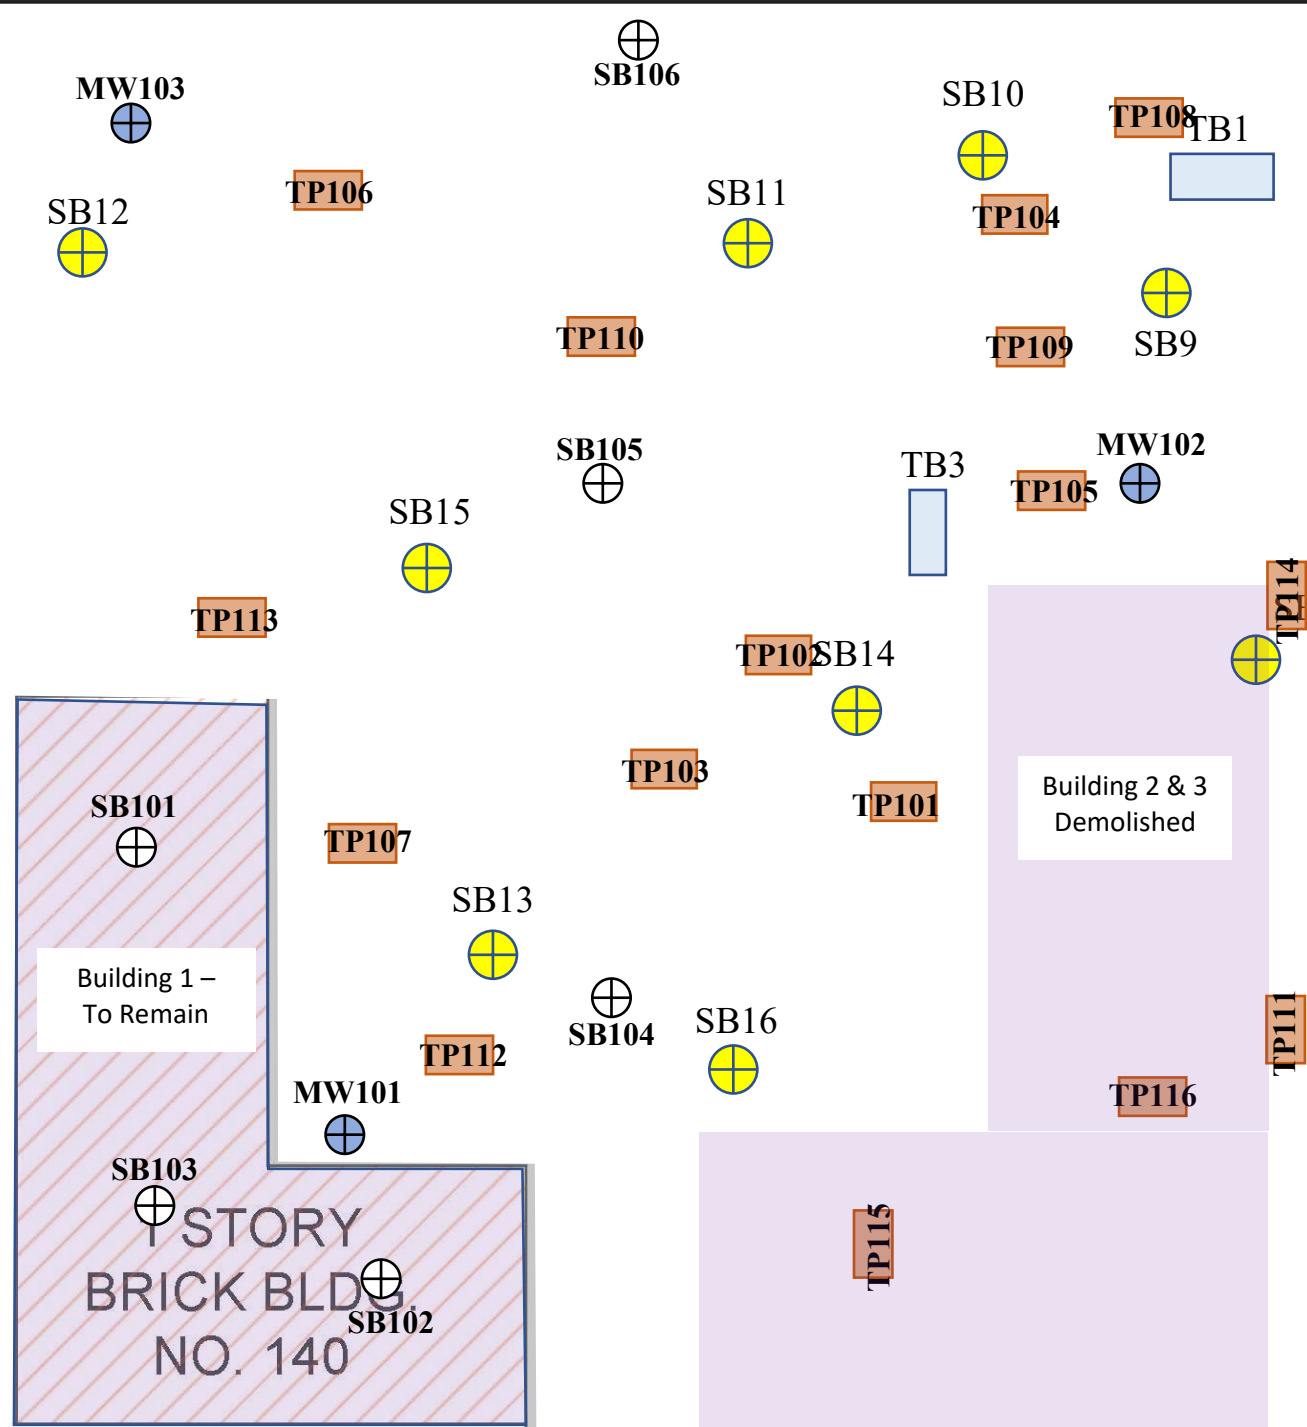 SB106
MW103
SB10
TP108
TB1
TP106
SB11
SB12
TP104
TP110
TP109
SB9
SB105
MW102
TB3
TP105
SB15
TP114
TP113
TP102
SB14
TP103
Building 2 & 3
Demolished
SB101
TP101
TP107
SB13
Building 1 –
To Remain
SB104
SB16
TP111
TP112
MW101
TP116
SB103
1 STORY
BRICK BLDG.
NO. 140
SB102
TP115